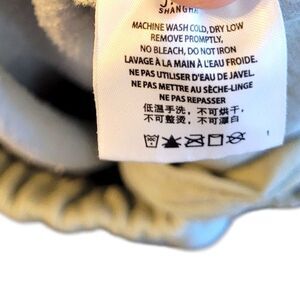 SHANGHA
MACHINE WASH COLD, DRY LOW
REMOVE PROMPTLY,
NO BLEACH, DO NOT IRON
LAVAGE À LA MAIN À L'EAU FROIDE.
NE PAS UTILISER D'EAU DE JAVEL.
NE PAS METTRE AU SÈCHE-LINGE
NE PAS REPASSER
低温手洗，不可烘干，
不可整烫，不可漂白